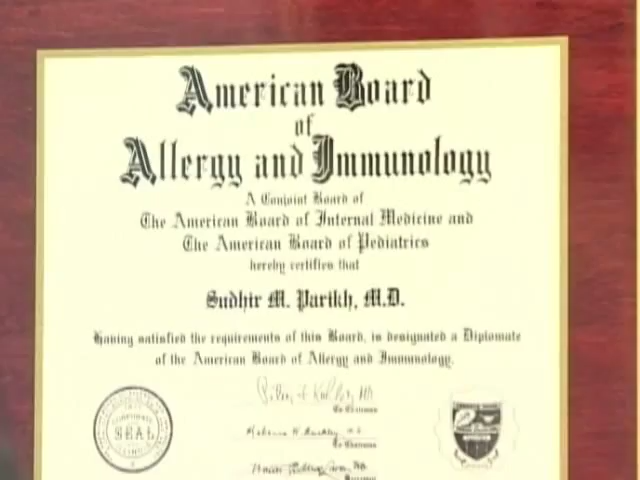 American Board
of
Allergy and Immunology
A Conjoint Board of
The American Board of Internal Medicine and
The American Board of Pediatrics
hereby certifies that
Sudhir M. Parikh, M.D.
Having satisfied the requirements of this Board, is designated a Diplomate
of the American Board of Allergy and Immunology.
Co Chairman
Co Chairman
CORPORATE
SEAL